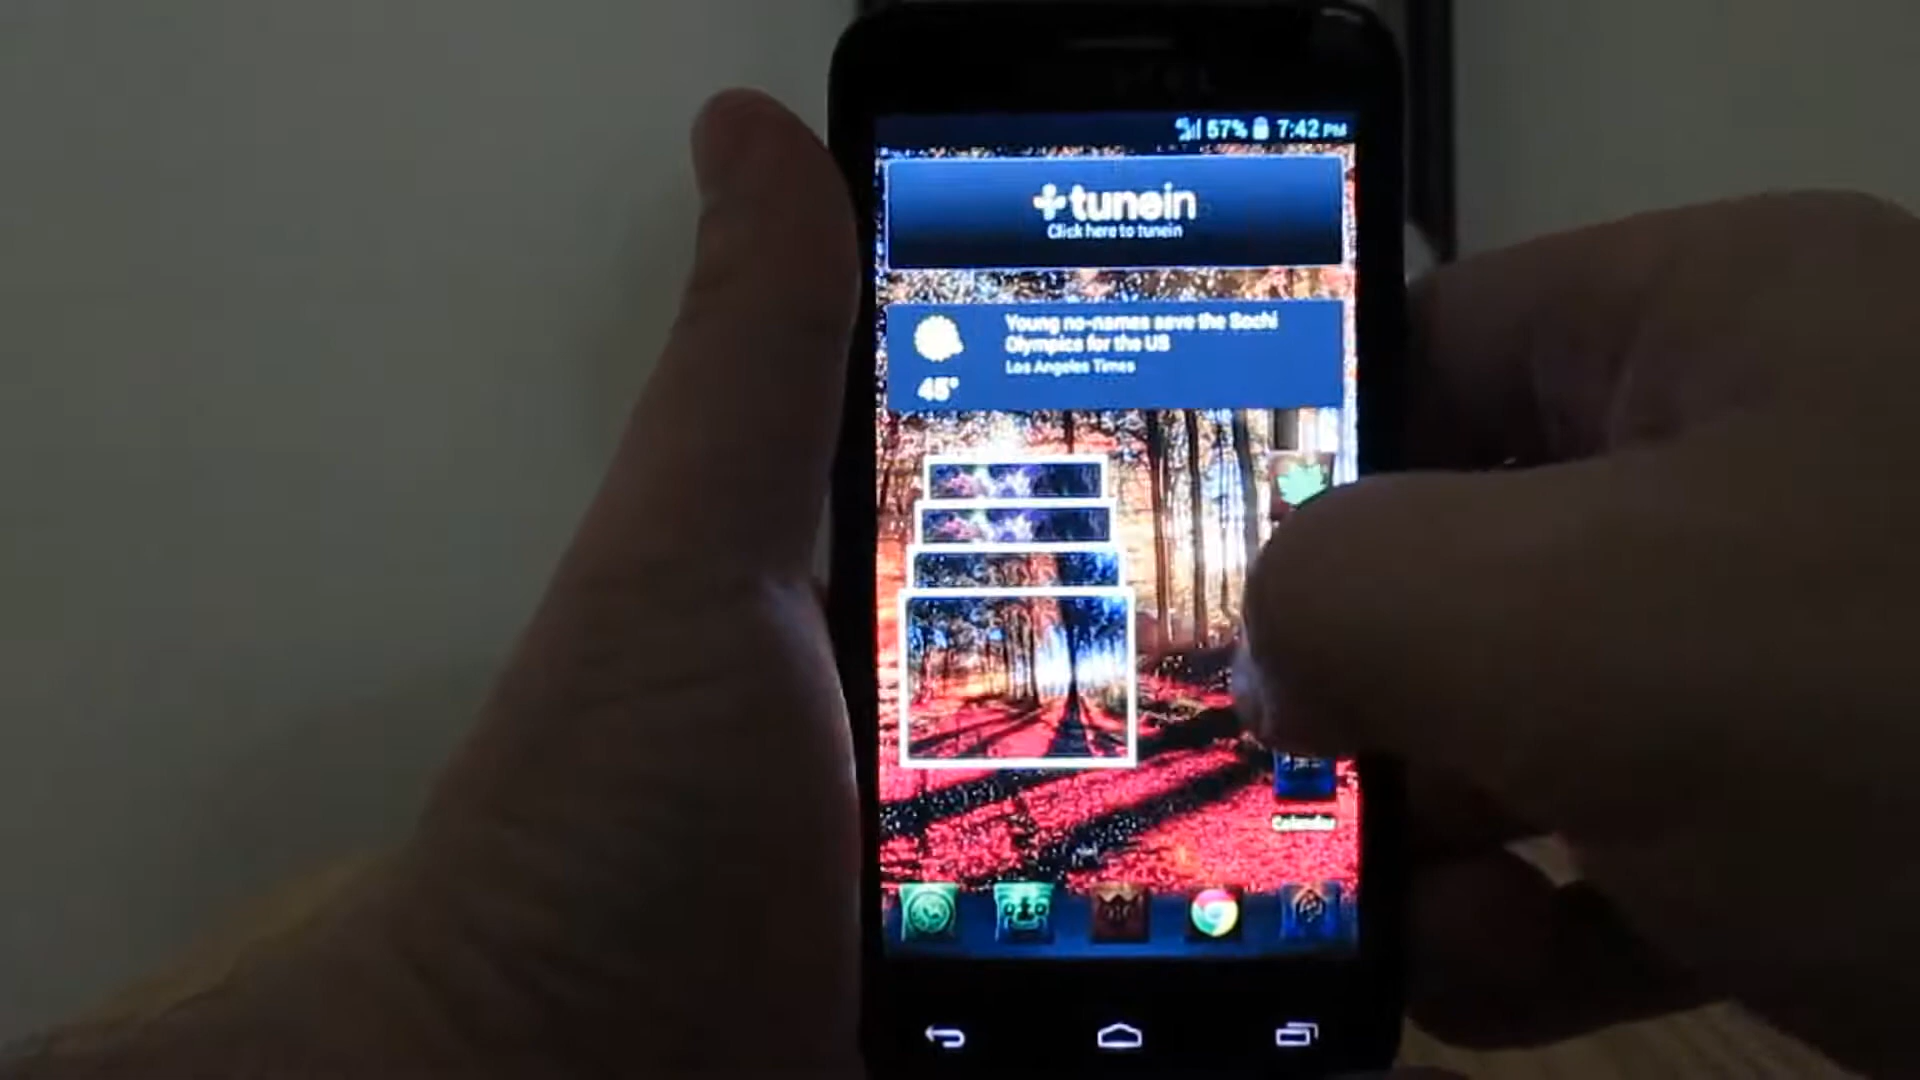 57% 7:42 PM
tunein
Click here to tunein
Young no-names save the Sochi
Olympics for the US
Los Angeles Times
45°
Calendar